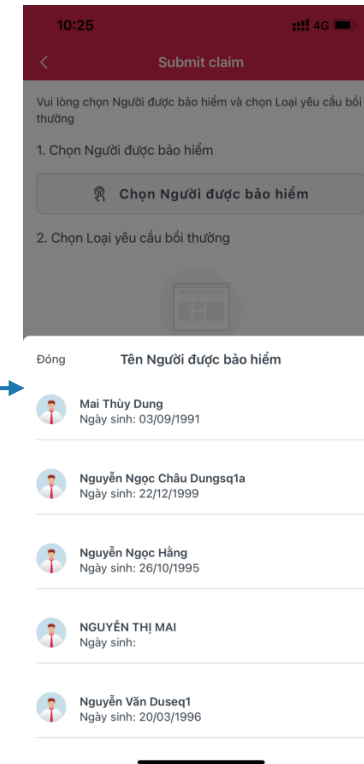 10:25
4G
Submit claim
Vui lòng chọn Người được bảo hiểm và chọn Loại yêu cầu bồi
thường
1. Chọn Người được bảo hiểm
Chọn Người được bảo hiểm
2. Chọn Loại yêu cầu bồi thường
Đóng
Tên Người được bảo hiểm
Mai Thùy Dung
Ngày sinh: 03/09/1991
Nguyễn Ngọc Châu Dungsq1a
Ngày sinh: 22/12/1999
Nguyễn Ngọc Hằng
Ngày sinh: 26/10/1995
NGUYỄN THỊ MAI
Ngày sinh:
Nguyễn Văn Duseq1
Ngày sinh: 20/03/1996